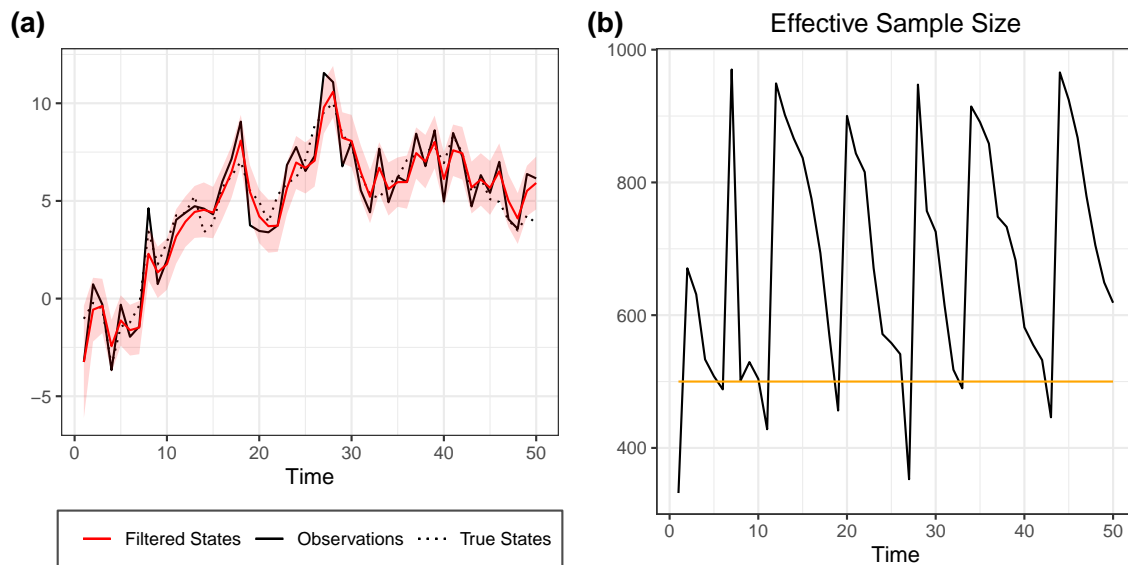 (a)
10
5
0
−5
0
10
20
30
40
50
Time
Filtered States
Observations
True States
(b)
Effective Sample Size
1000
800
600
400
0
10
20
30
40
50
Time